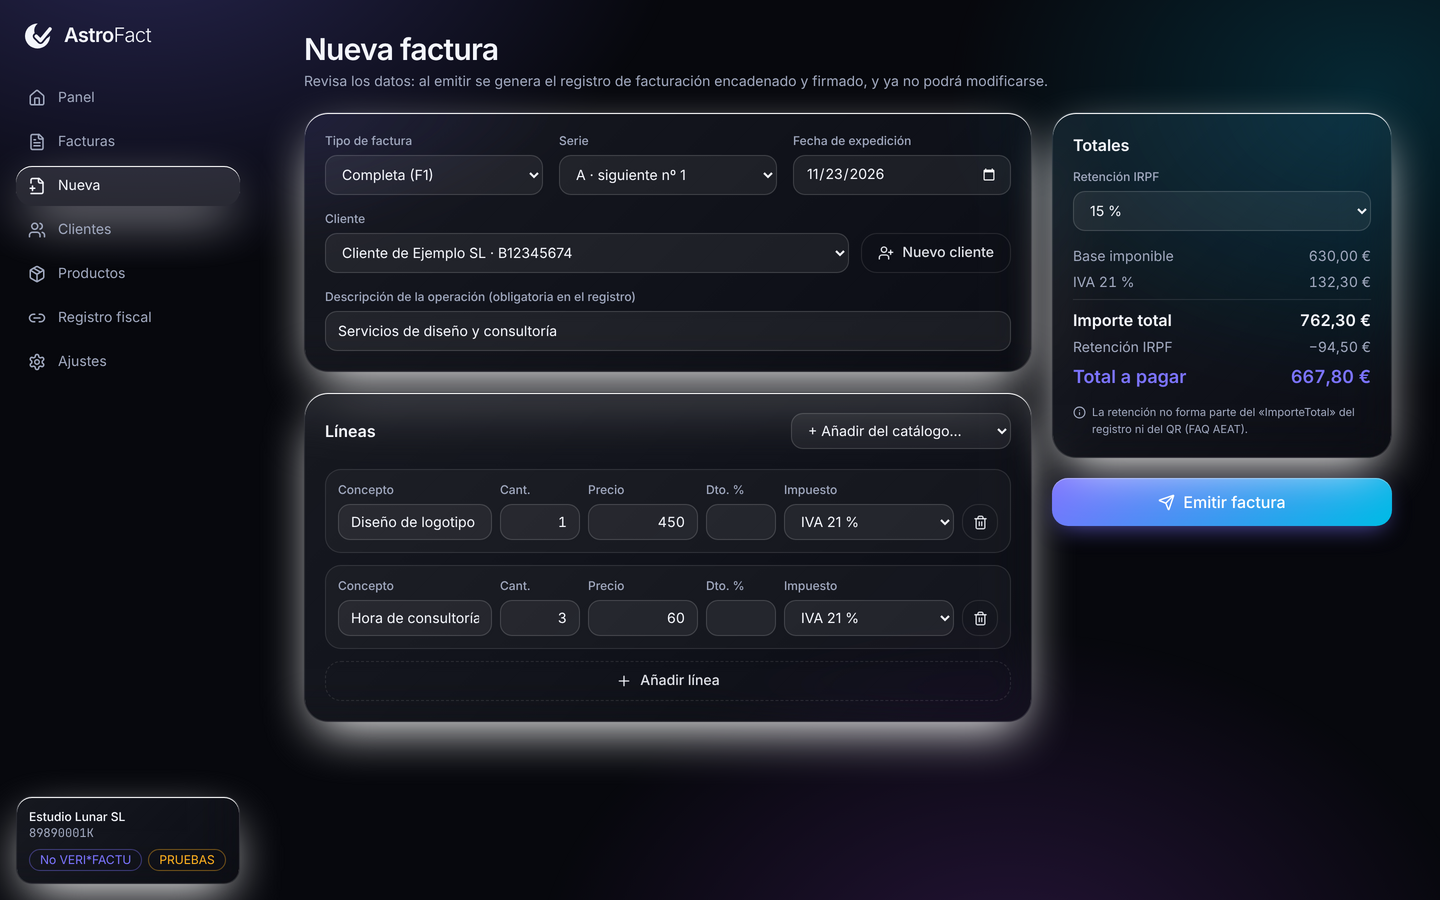 AstroFact
Panel
Facturas
Nueva
Clientes
Productos
Registro fiscal
Ajustes
Estudio Lunar SL
89890001K
No VERI*FACTU
PRUEBAS
Nueva factura
Revisa los datos: al emitir se genera el registro de facturación encadenado y firmado, y ya no podrá modificarse.
Tipo de factura
Serie
Fecha de expedición
Completa (F1)
A · siguiente nº 1
11/23/2026
Cliente
Cliente de Ejemplo SL · B12345674
Nuevo cliente
Descripción de la operación (obligatoria en el registro)
Servicios de diseño y consultoría
Líneas
+ Añadir del catálogo…
Concepto
Cant.
Precio
Dto. %
Impuesto
Diseño de logotipo
1
450
IVA 21 %
Concepto
Cant.
Precio
Dto. %
Impuesto
Hora de consultoría
3
60
IVA 21 %
Añadir línea
Totales
Retención IRPF
15 %
Base imponible 630,00 €
IVA 21 % 132,30 €
Importe total 762,30 €
Retención IRPF −94,50 €
Total a pagar 667,80 €
La retención no forma parte del «ImporteTotal» del
registro ni del QR (FAQ AEAT).
Emitir factura